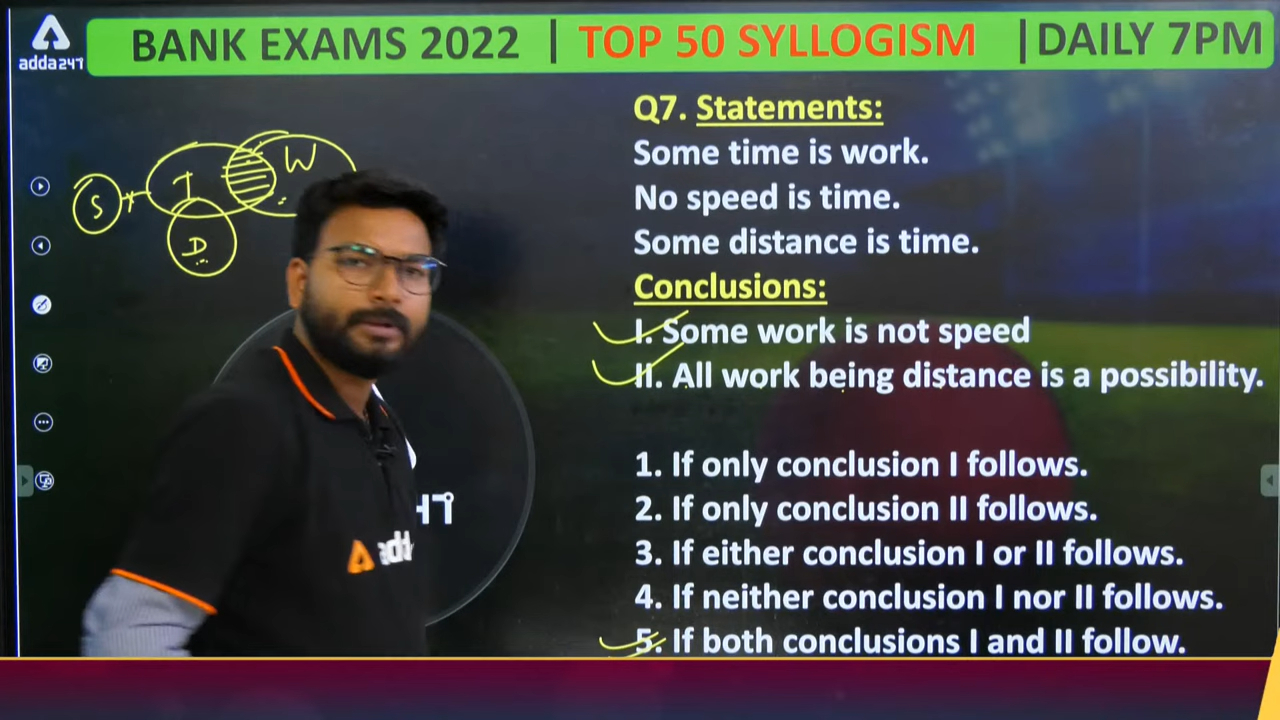 BANK EXAMS 2022 | TOP 50 SYLLOGISM | DAILY 7PM
adda247
Q7. Statements:
Some time is work.
No speed is time.
Some distance is time.
Conclusions:
I. Some work is not speed
II. All work being distance is a possibility.
1. If only conclusion I follows.
2. If only conclusion II follows.
3. If either conclusion I or II follows.
4. If neither conclusion I nor II follows.
5. If both conclusions I and II follow.
S
T
W
D
add